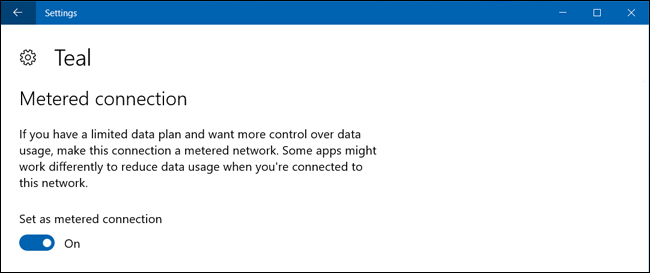 Settings
Teal
Metered connection
If you have a limited data plan and want more control over data
usage, make this connection a metered network. Some apps might
work differently to reduce data usage when you're connected to
this network.
Set as metered connection
On